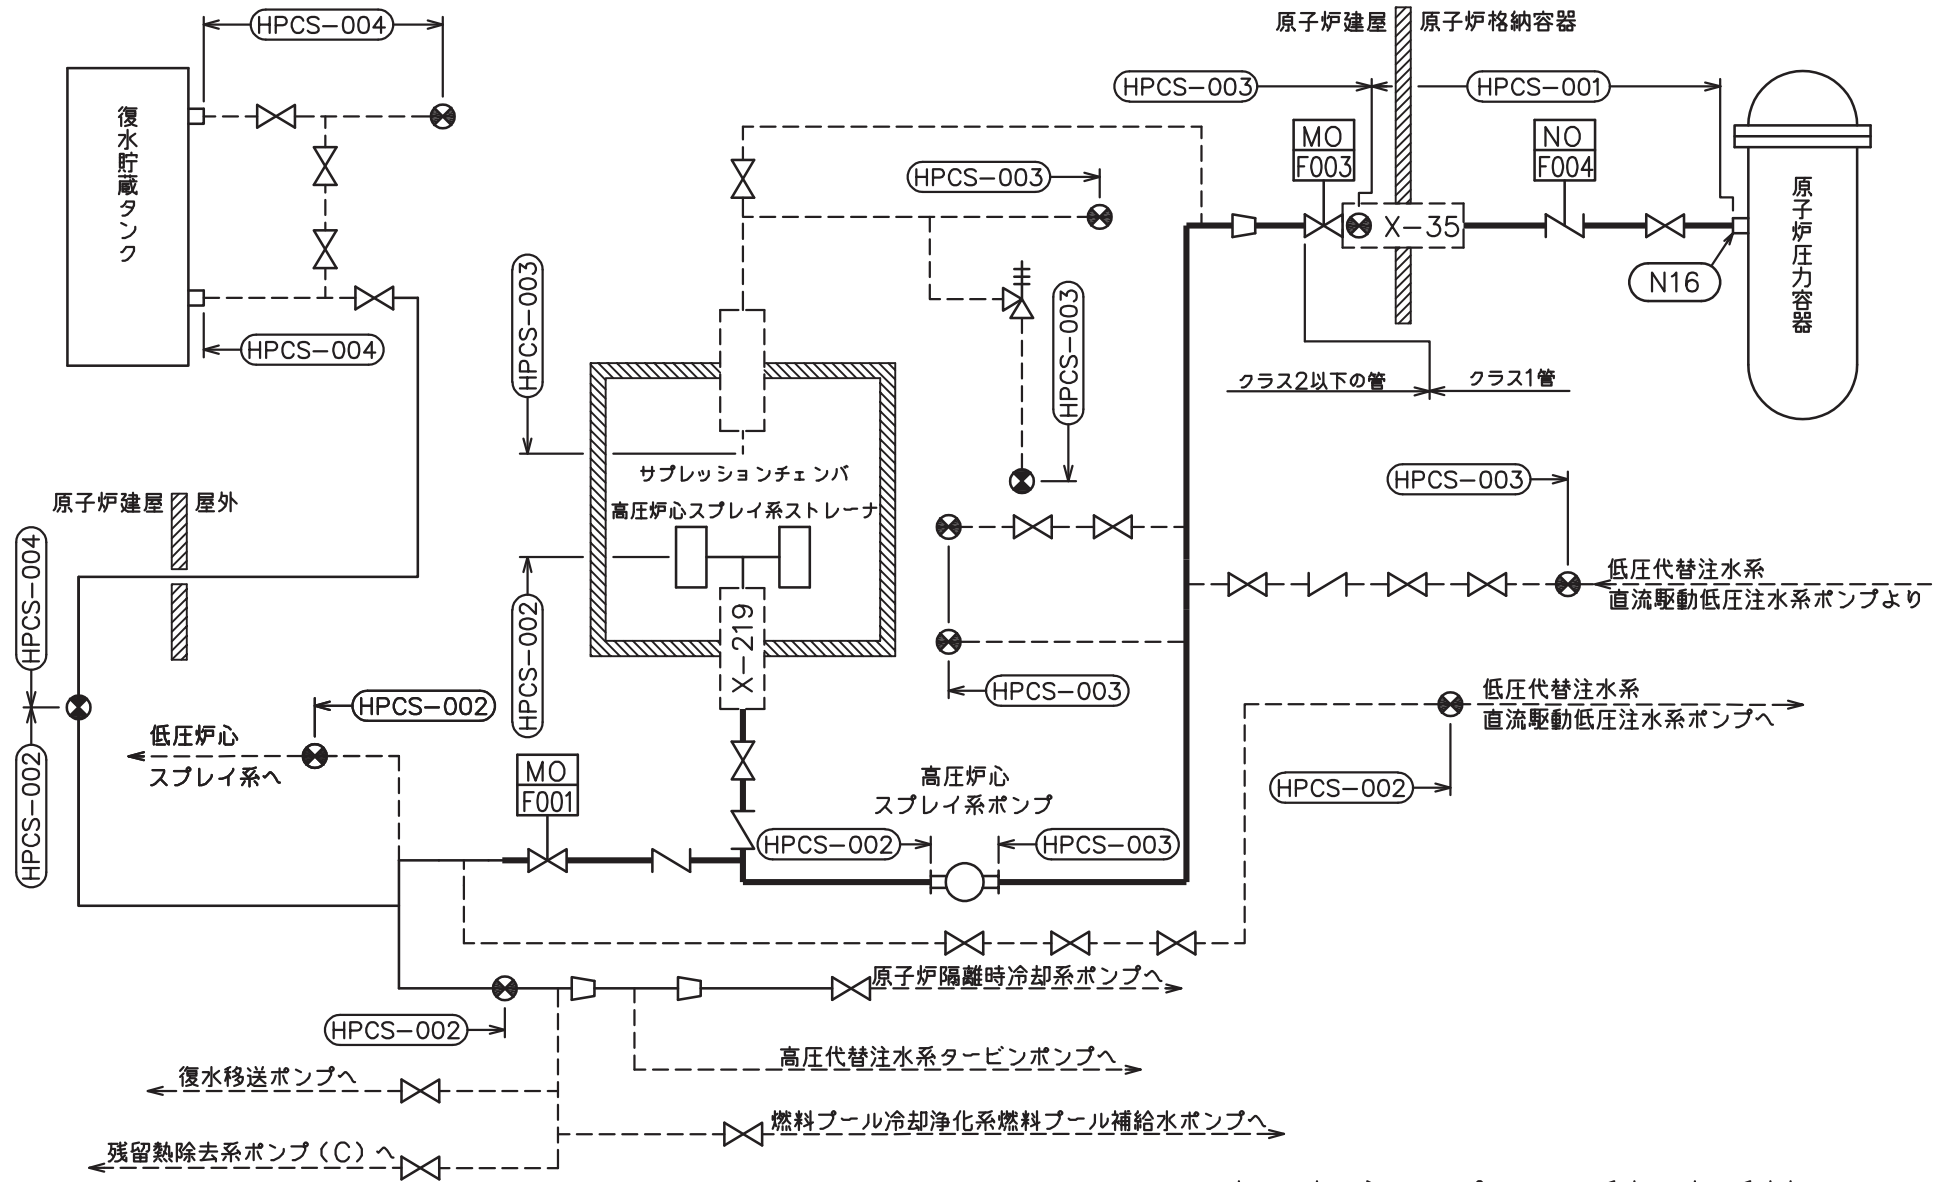 HPCS-004
原子炉建屋
原子炉格納容器
HPCS-003
HPCS-001
復水貯蔵タンク
MO
F003
NO
F004
HPCS-003
X-35
N16
原子炉圧力容器
HPCS-003
HPCS-003
HPCS-004
クラス2以下の管
クラス1管
サプレッションチェンバ
高圧炉心スプレイ系ストレーナ
HPCS-003
原子炉建屋
屋外
HPCS-004
低圧代替注水系
直流駆動低圧注水系ポンプより
HPCS-002
X-219
HPCS-003
HPCS-002
低圧代替注水系
直流駆動低圧注水系ポンプへ
低圧炉心
スプレイ系へ
HPCS-002
MO
F001
高圧炉心
スプレイ系ポンプ
HPCS-002
HPCS-002
HPCS-003
原子炉隔離時冷却系ポンプへ
HPCS-002
高圧代替注水系タービンポンプへ
復水移送ポンプへ
燃料プール冷却浄化系燃料プール補給水ポンプへ
残留熱除去系ポンプ(C)へ